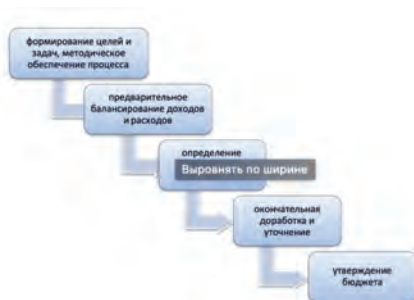 формирование целей и
задач, методическое
обеспечение процесса
предварительное
балансирование доходов
и расходов
определение
Выровнять по ширине
окончательная
доработка и
уточнение
утверждение
бюджета